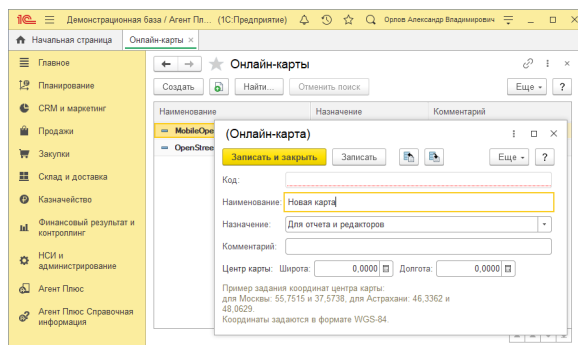 1С Демонстрационная база / Агент Пл... (1С:Предприятие) Орлов Александр Владимирович
Начальная страница Онлайн-карты ×
Главное
Планирование
CRM и маркетинг
Продажи
Закупки
Склад и доставка
Казначейство
Финансовый результат и
контроллинг
НСИ и
администрирование
Агент Плюс
Агент Плюс Справочная
информация
Онлайн-карты
Создать Найти... Отменить поиск Еще ?
Наименование Назначение Комментарий
MobileOpe
OpenStree
(Онлайн-карта)
Записать и закрыть Записать Еще ?
Код:
Наименование: Новая карта
Назначение: Для отчета и редакторов
Комментарий:
Центр карты: Широта: 0,0000 Долгота: 0,0000
Пример задания координат центра карты:
для Москвы: 55,7515 и 37,5738, для Астрахани: 46,3362 и
48,0629.
Координаты задаются в формате WGS-84.